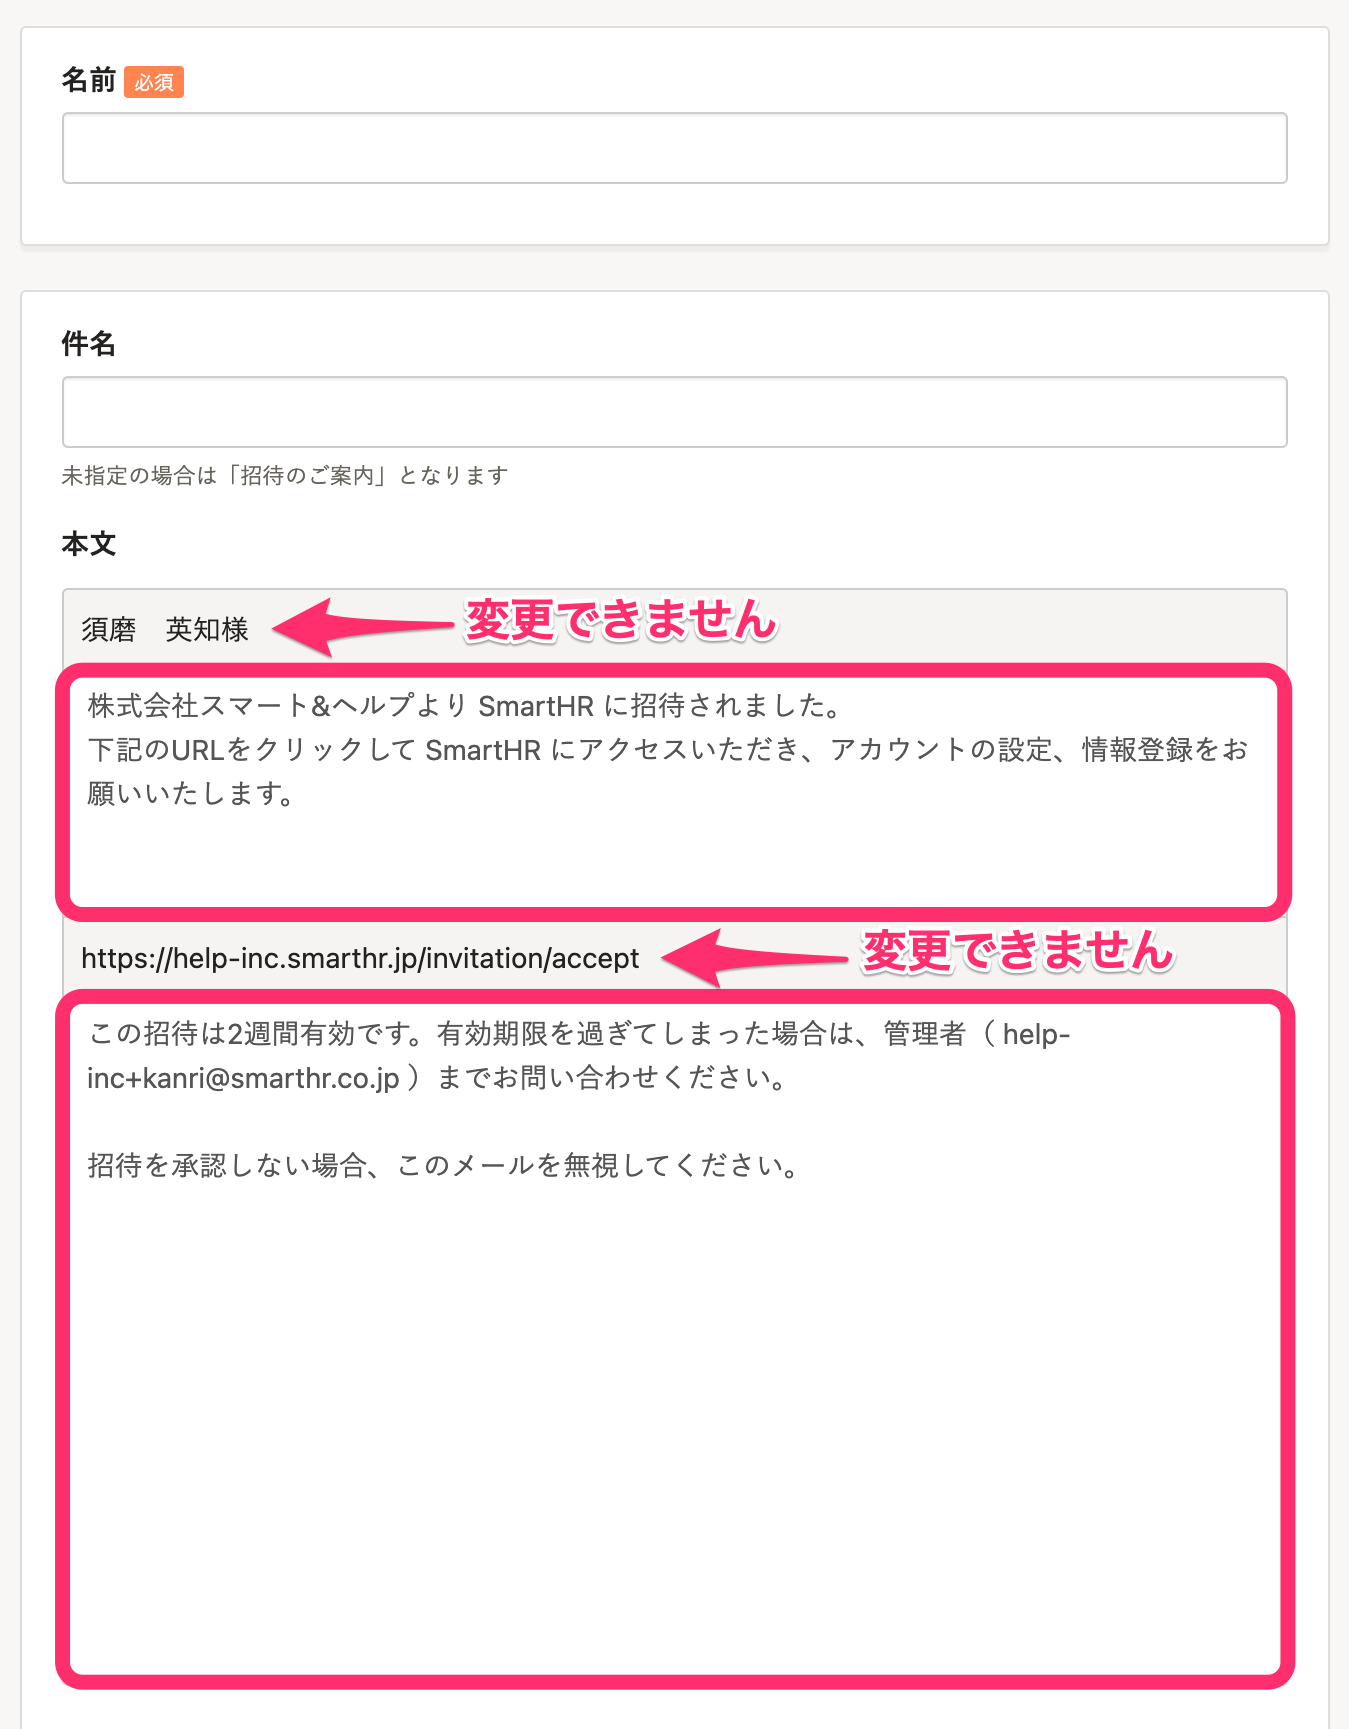 名前 必須
件名
未指定の場合は「招待のご案内」となります
本文
須磨　英知様 変更できません
株式会社スマート&ヘルプより SmartHR に招待されました。
下記のURLをクリックして SmartHR にアクセスいただき、アカウントの設定、情報登録をお
願いいたします。
https://help-inc.smarthr.jp/invitation/accept 変更できません
この招待は2週間有効です。有効期限を過ぎてしまった場合は、管理者（ help-
inc+kanri@smarthr.co.jp ）までお問い合わせください。
招待を承認しない場合、このメールを無視してください。